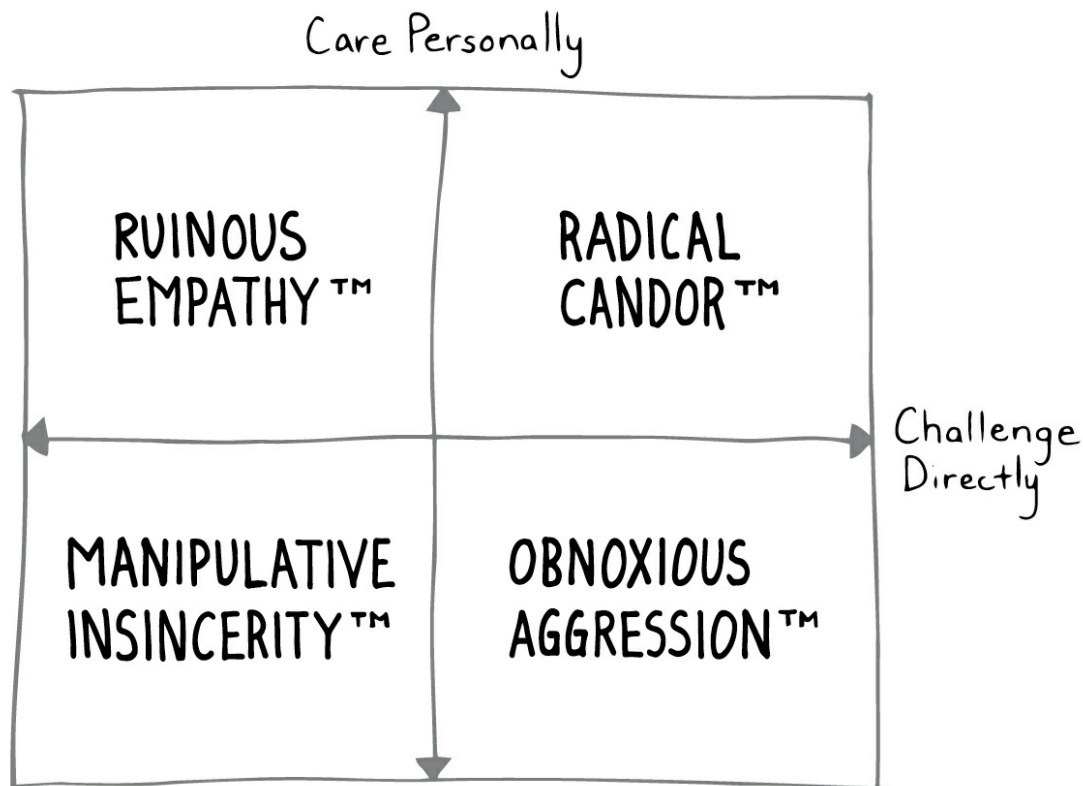 Care Personally
RUINOUS
EMPATHY™
RADICAL
CANDOR™
Challenge
Directly
MANIPULATIVE
INSINCERITY™
OBNOXIOUS
AGGRESSION™